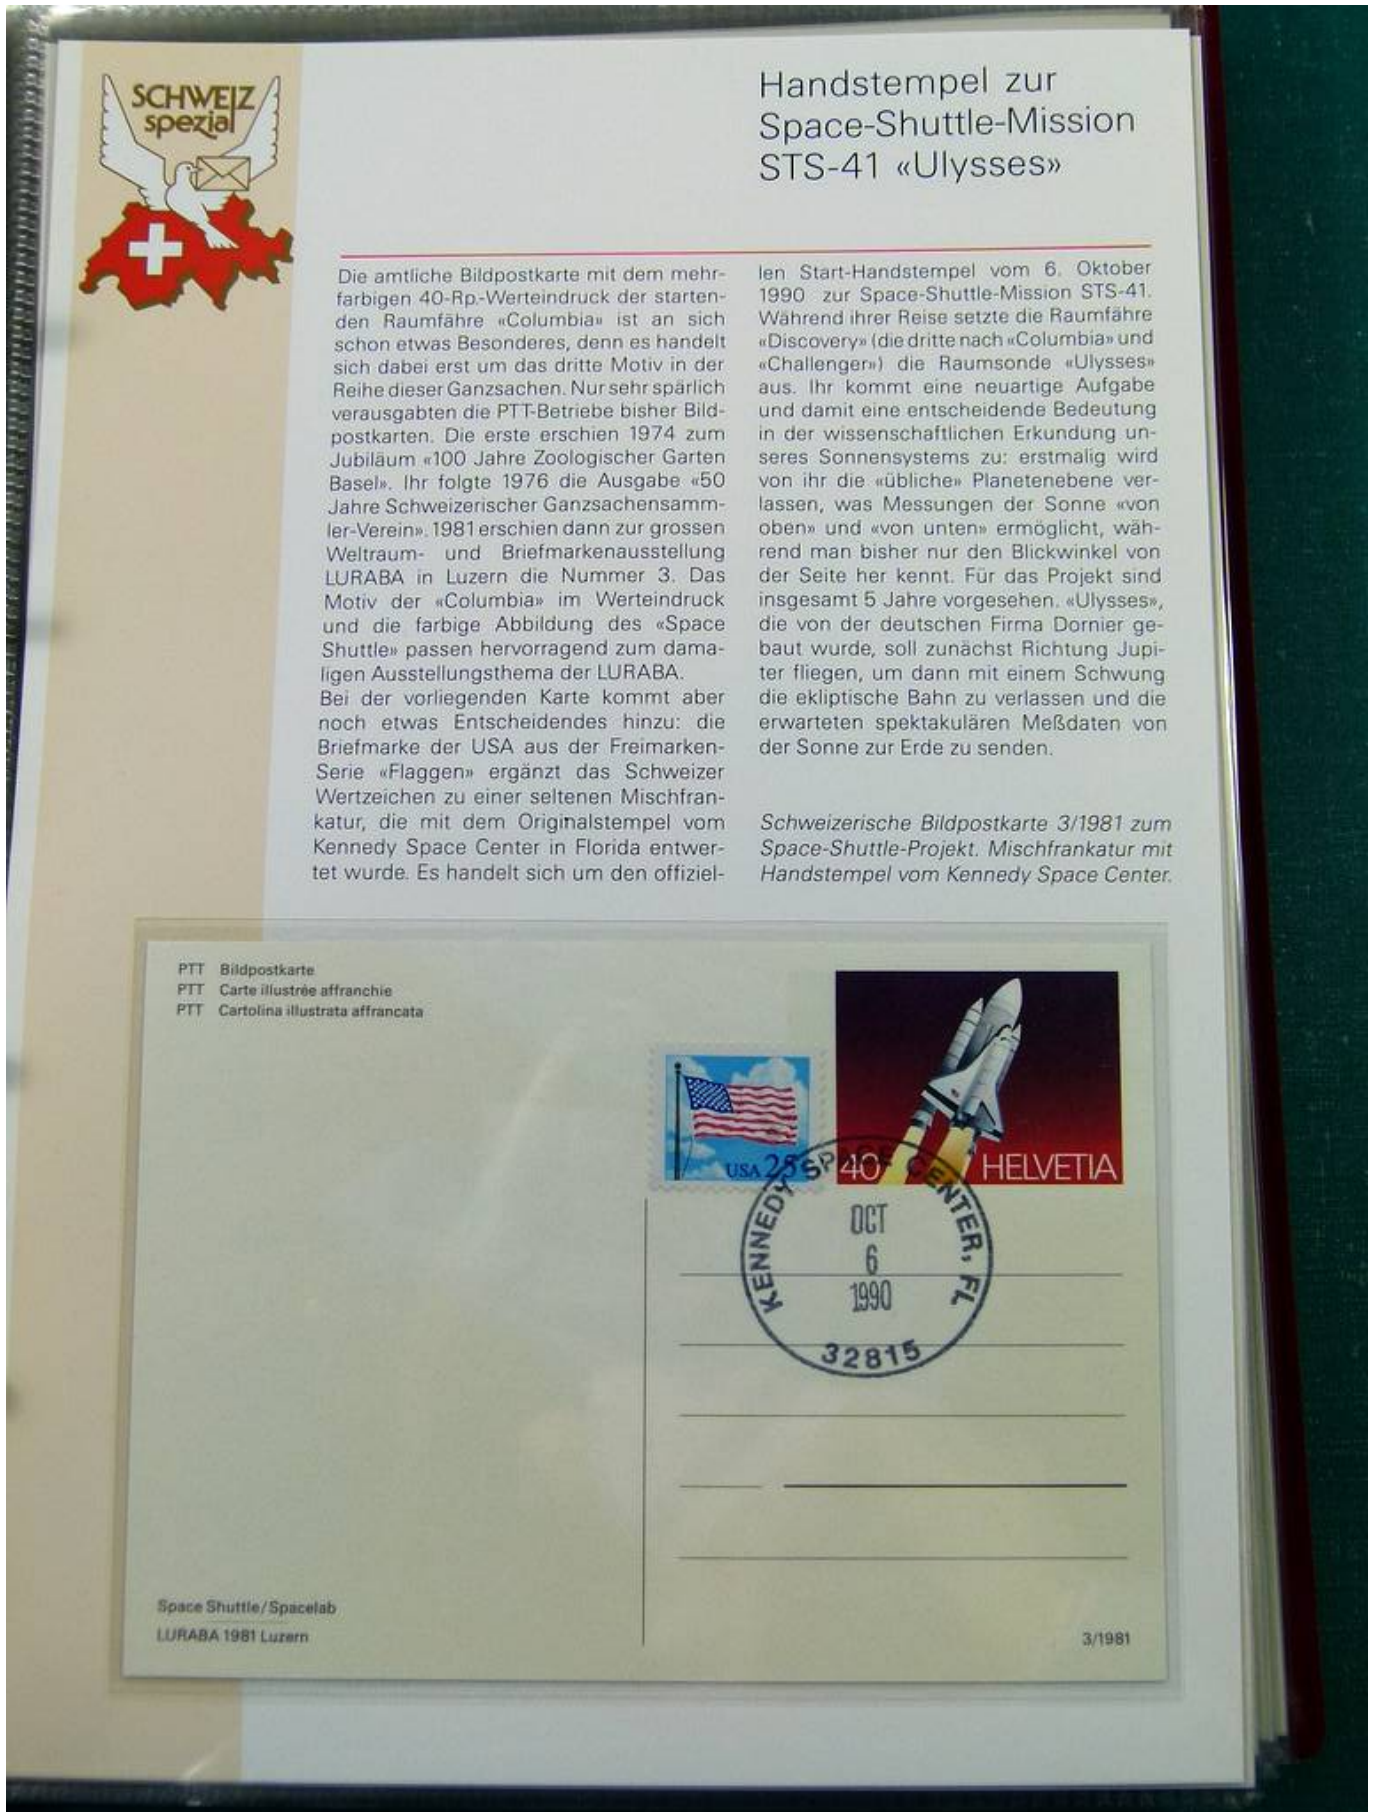 SCHWEIZ
spezial
Handstempel zur
Space-Shuttle-Mission
STS-41 «Ulysses»
Die amtliche Bildpostkarte mit dem mehr-
farbigen 40-Rp.-Werteindruck der starten-
den Raumfähre «Columbia» ist an sich
schon etwas Besonderes, denn es handelt
sich dabei erst um das dritte Motiv in der
Reihe dieser Ganzsachen. Nur sehr spärlich
verausgabten die PTT-Betriebe bisher Bild-
postkarten. Die erste erschien 1974 zum
Jubiläum «100 Jahre Zoologischer Garten
Basel». Ihr folgte 1976 die Ausgabe «50
Jahre Schweizerischer Ganzsachensamm-
ler-Verein». 1981 erschien dann zur grossen
Weltraum- und Briefmarkenausstellung
LURABA in Luzern die Nummer 3. Das
Motiv der «Columbia» im Werteindruck
und die farbige Abbildung des «Space
Shuttle» passen hervorragend zum dama-
ligen Ausstellungsthema der LURABA.
Bei der vorliegenden Karte kommt aber
noch etwas Entscheidendes hinzu: die
Briefmarke der USA aus der Freimarken-
Serie «Flaggen» ergänzt das Schweizer
Wertzeichen zu einer seltenen Mischfran-
katur, die mit dem Originalstempel vom
Kennedy Space Center in Florida entwer-
tet wurde. Es handelt sich um den offiziel-
len Start-Handstempel vom 6. Oktober
1990 zur Space-Shuttle-Mission STS-41.
Während ihrer Reise setzte die Raumfähre
«Discovery» (die dritte nach «Columbia» und
«Challenger») die Raumsonde «Ulysses»
aus. Ihr kommt eine neuartige Aufgabe
und damit eine entscheidende Bedeutung
in der wissenschaftlichen Erkundung un-
seres Sonnensystems zu: erstmalig wird
von ihr die «übliche» Planetenebene ver-
lassen, was Messungen der Sonne «von
oben» und «von unten» ermöglicht, wäh-
rend man bisher nur den Blickwinkel von
der Seite her kennt. Für das Projekt sind
insgesamt 5 Jahre vorgesehen. «Ulysses»,
die von der deutschen Firma Dornier ge-
baut wurde, soll zunächst Richtung Jupi-
ter fliegen, um dann mit einem Schwung
die ekliptische Bahn zu verlassen und die
erwarteten spektakulären Meßdaten von
der Sonne zur Erde zu senden.
Schweizerische Bildpostkarte 3/1981 zum
Space-Shuttle-Projekt. Mischfrankatur mit
Handstempel vom Kennedy Space Center.
PTT Bildpostkarte
PTT Carte illustrée affranchie
PTT Cartolina illustrata affrancata
USA 25
40 HELVETIA
KENNEDY SPACE CENTER, FL
OCT
6
1990
32815
Space Shuttle/Spacelab
LURABA 1981 Luzern
3/1981